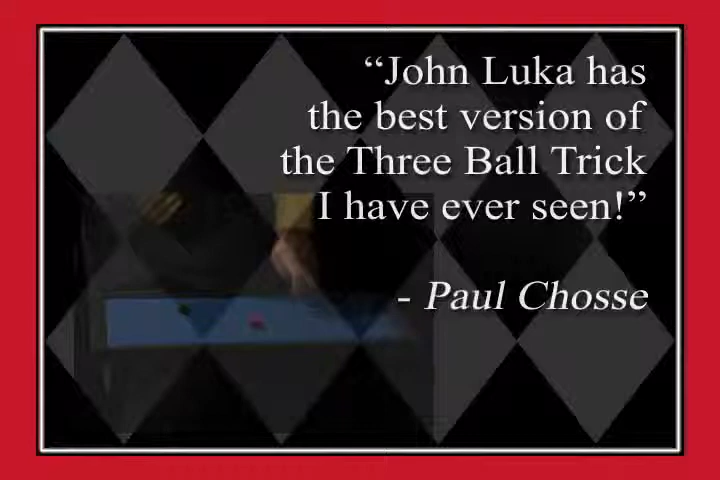 “John Luka has
the best version of
the Three Ball Trick
I have ever seen!”
- Paul Chosse